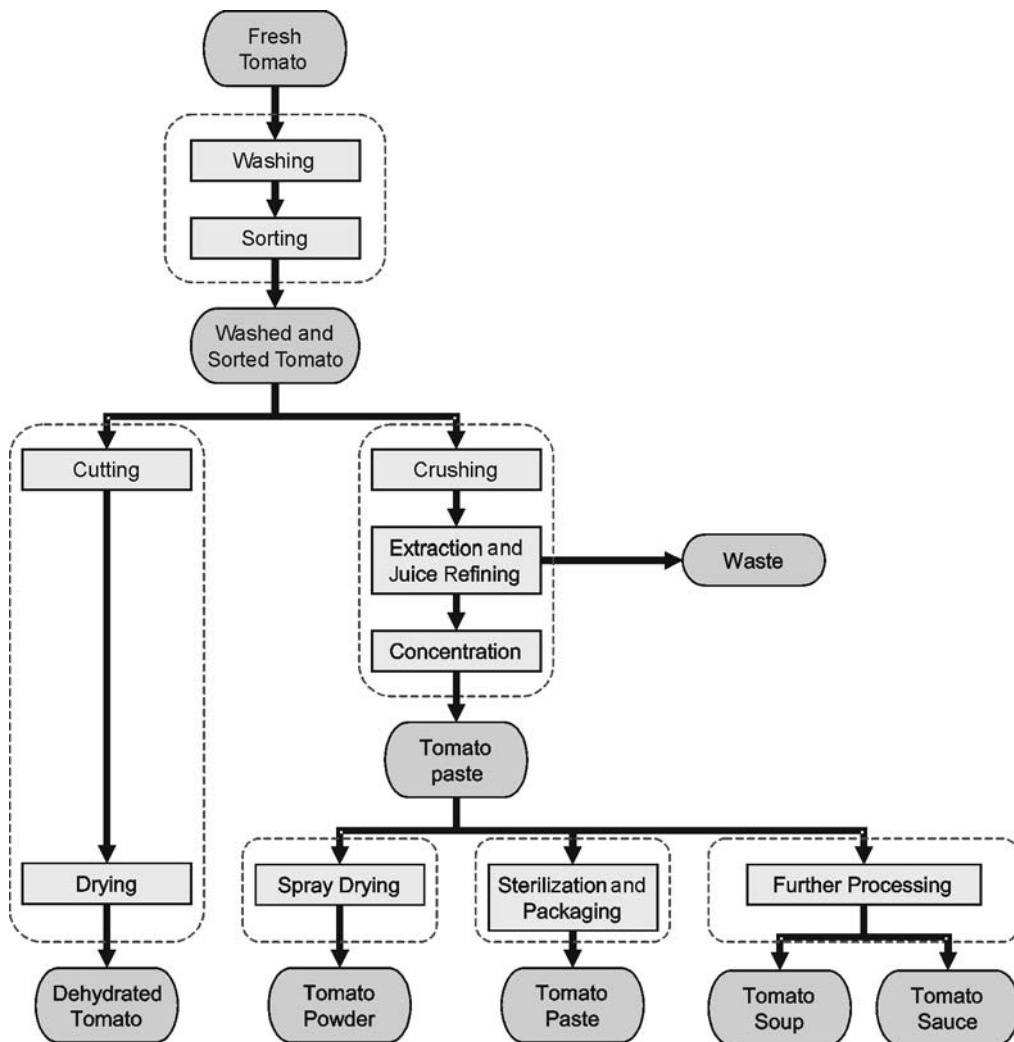 Fresh
Tomato
Washing
Sorting
Washed and
Sorted Tomato
Cutting
Crushing
Extraction and
Juice Refining
Waste
Concentration
Tomato
paste
Drying
Spray Drying
Sterilization and
Packaging
Further Processing
Dehydrated
Tomato
Tomato
Powder
Tomato
Paste
Tomato
Soup
Tomato
Sauce